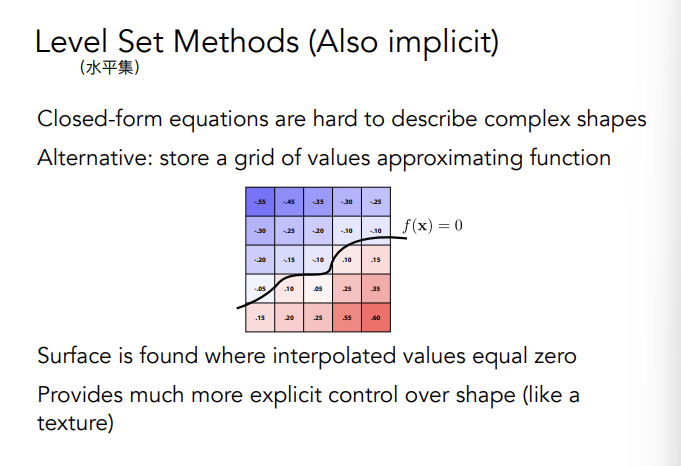 Level Set Methods (Also implicit)
(水平集)
Closed-form equations are hard to describe complex shapes
Alternative: store a grid of values approximating function
-.55 -.45 -.35 -.30 -.25
-.30 -.25 -.20 -.10 -.10
f(x) = 0
-.20 -.15 -.10 .10 .15
-.05 .10 .05 .25 .35
.15 .20 .25 .55 .60
Surface is found where interpolated values equal zero
Provides much more explicit control over shape (like a
texture)